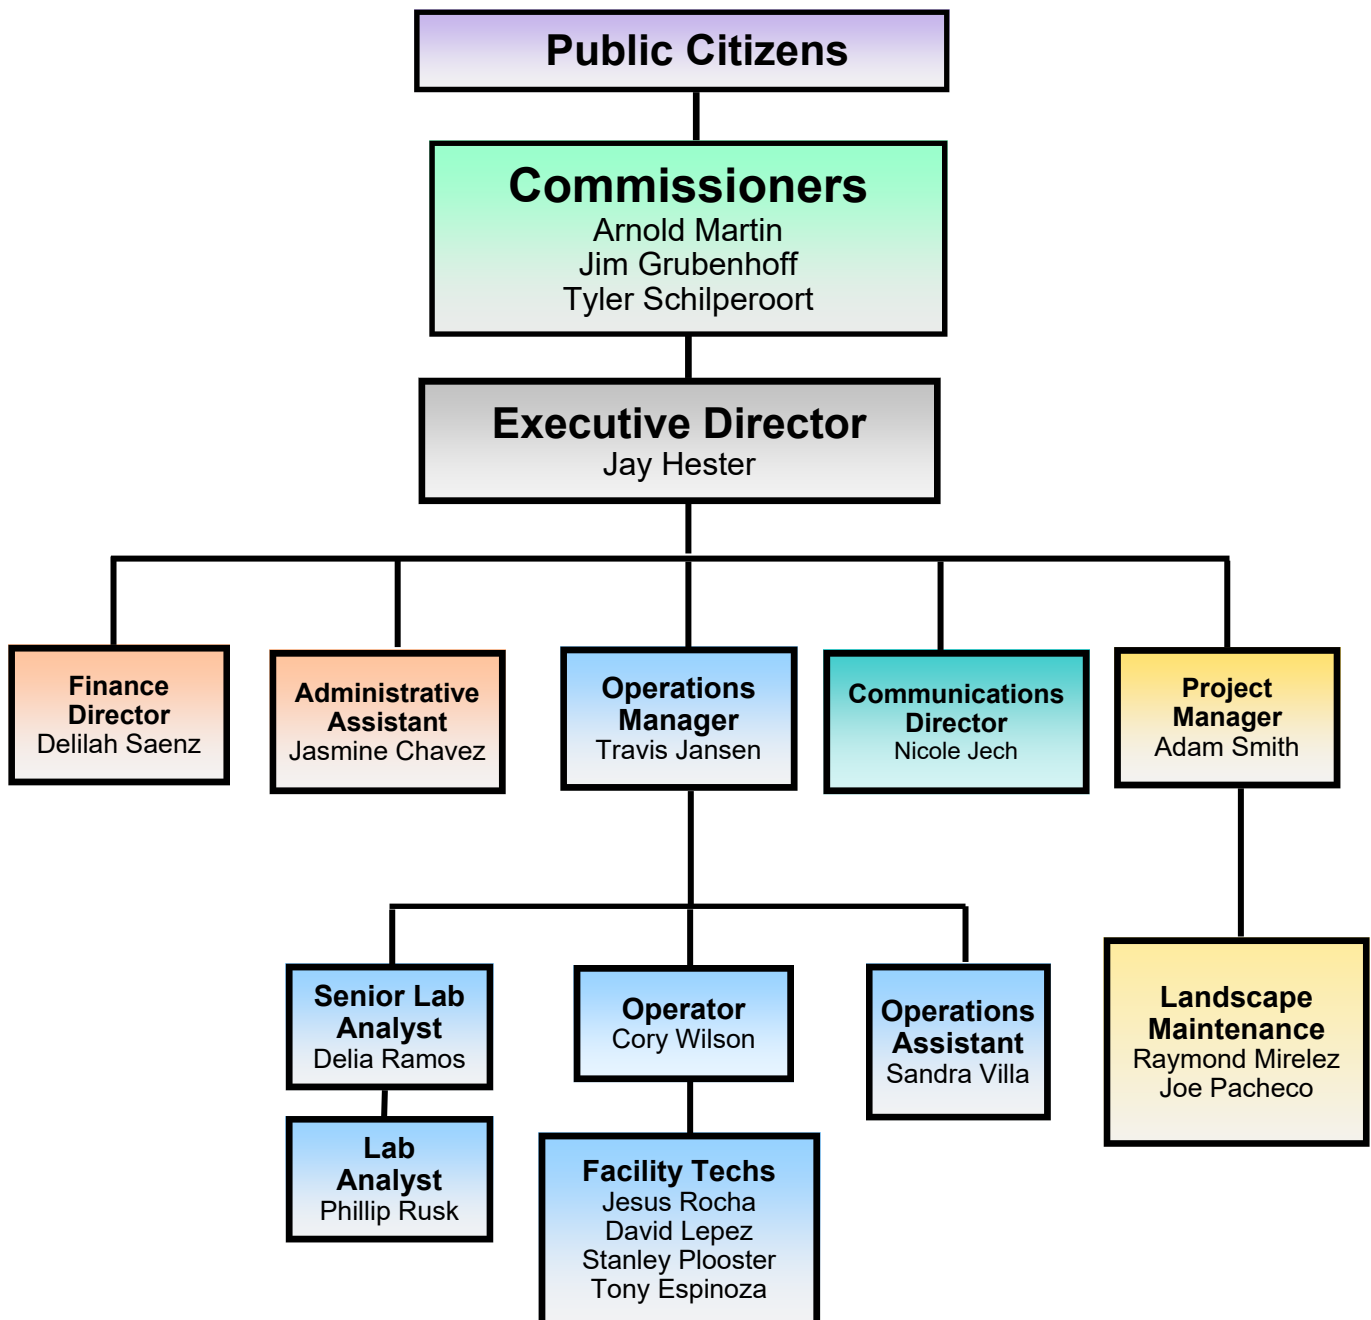 Public Citizens
Commissioners
Arnold Martin
Jim Grubenhoff
Tyler Schilperoort
Executive Director
Jay Hester
Finance
Director
Delilah Saenz
Administrative
Assistant
Jasmine Chavez
Operations
Manager
Travis Jansen
Communications
Director
Nicole Jech
Project
Manager
Adam Smith
Senior Lab
Analyst
Delia Ramos
Operator
Cory Wilson
Operations
Assistant
Sandra Villa
Landscape
Maintenance
Raymond Mirelez
Joe Pacheco
Lab
Analyst
Phillip Rusk
Facility Techs
Jesus Rocha
David Lepez
Stanley Plooster
Tony Espinoza